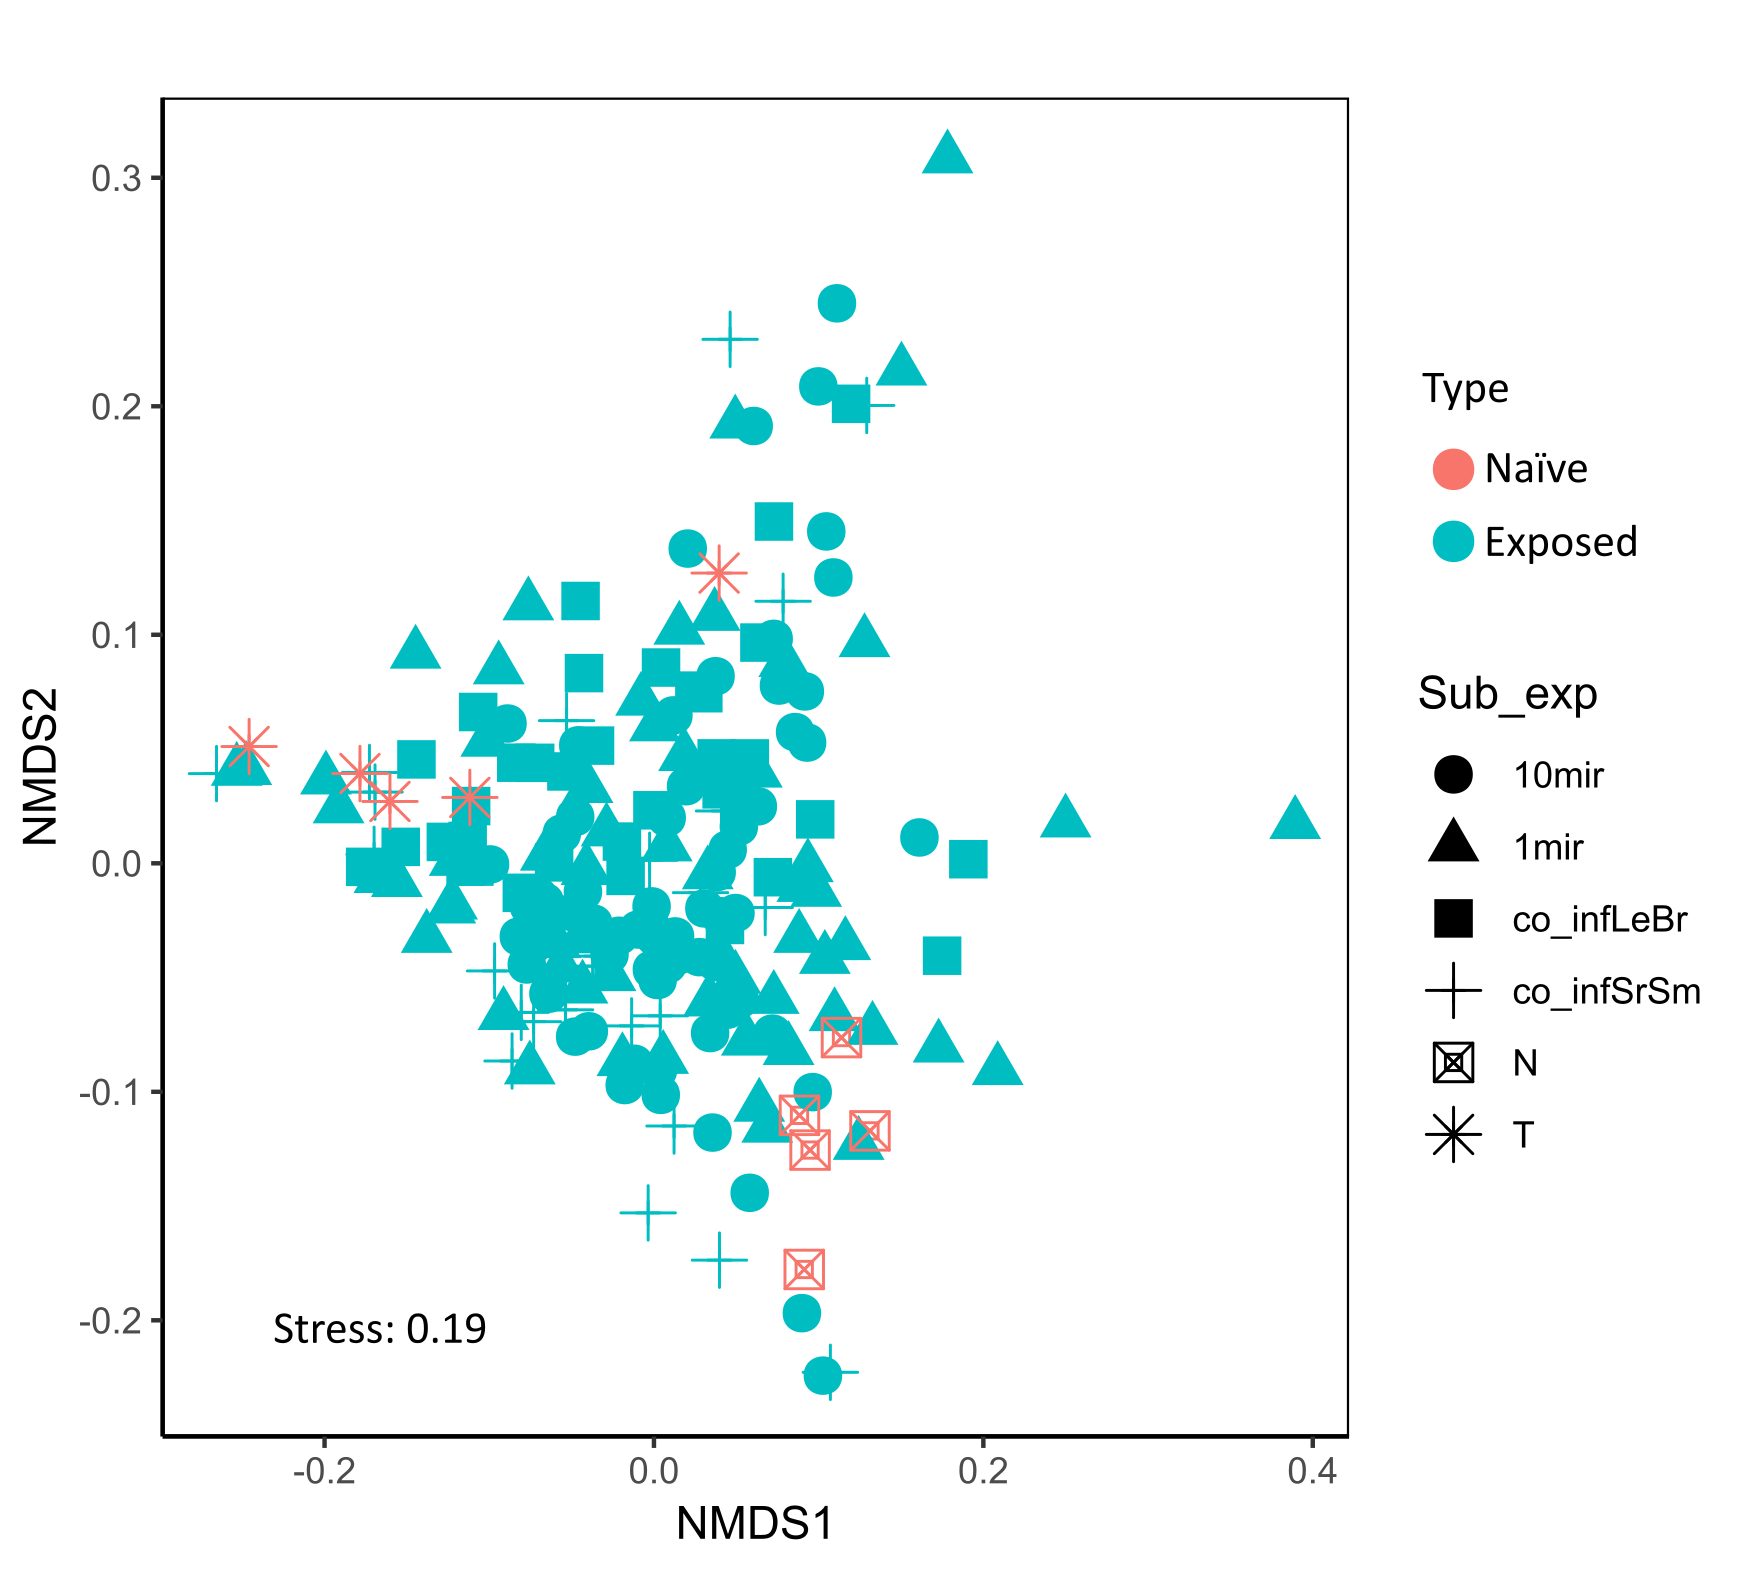 0.3
0.2
0.1
0.0
-0.1
-0.2
NMDS2
Stress: 0.19
-0.2 0.0 0.2 0.4
NMDS1
Type
Naïve
Exposed
Sub_exp
10mir
1mir
co_infLeBr
co_infSrSm
N
T